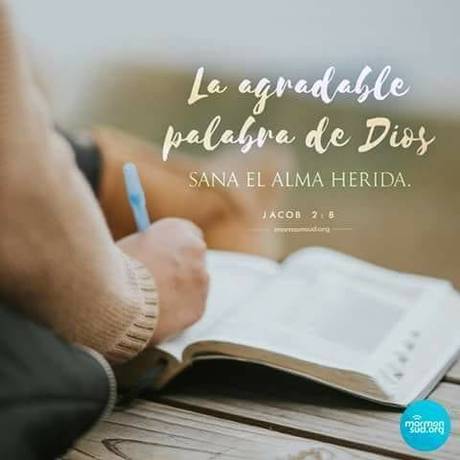 La agradable
palabra de Dios
SANA EL ALMA HERIDA.
JACOB 2:8
mormonsud.org
mormon
sud.org